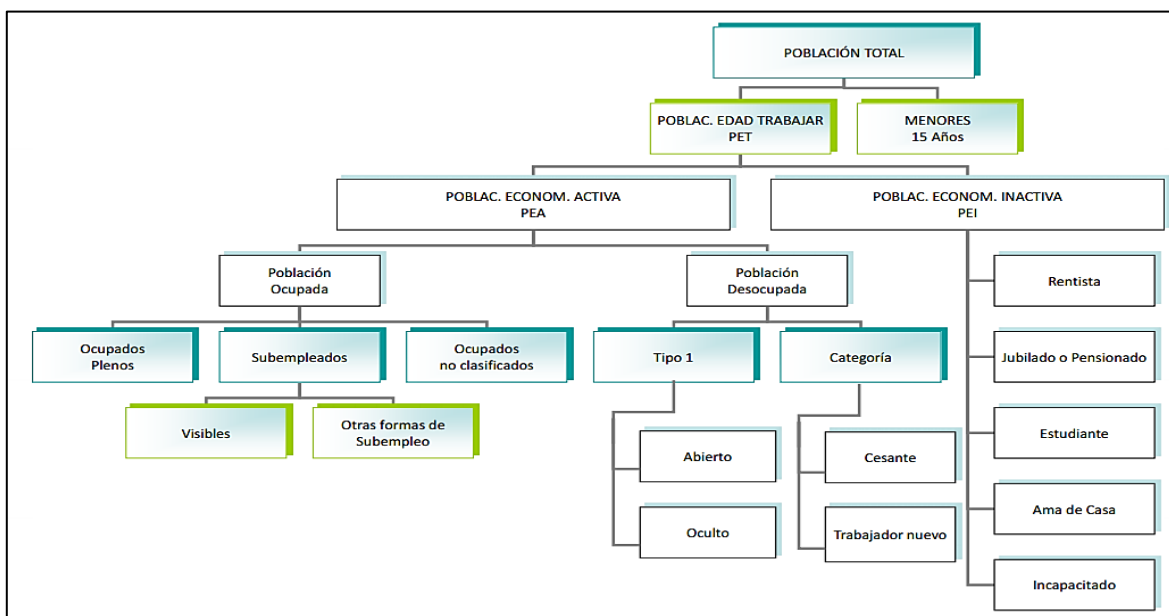 POBLACIÓN TOTAL
POBLAC. EDAD TRABAJAR
PET
MENORES
15 Años
POBLAC. ECONOM. ACTIVA
PEA
POBLAC. ECONOM. INACTIVA
PEI
Población
Ocupada
Población
Desocupada
Rentista
Ocupados
Plenos
Subempleados
Ocupados
no clasificados
Tipo 1
Categoría
Jubilado o Pensionado
Visibles
Otras formas de
Subempleo
Estudiante
Abierto
Cesante
Ama de Casa
Oculto
Trabajador nuevo
Incapacitado